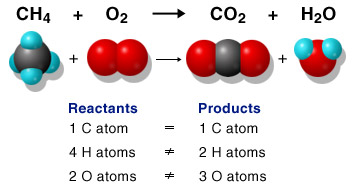 CH4 + O2 → CO2 + H2O
+ → +
Reactants Products
1 C atom = 1 C atom
4 H atoms ≠ 2 H atoms
2 O atoms ≠ 3 O atoms